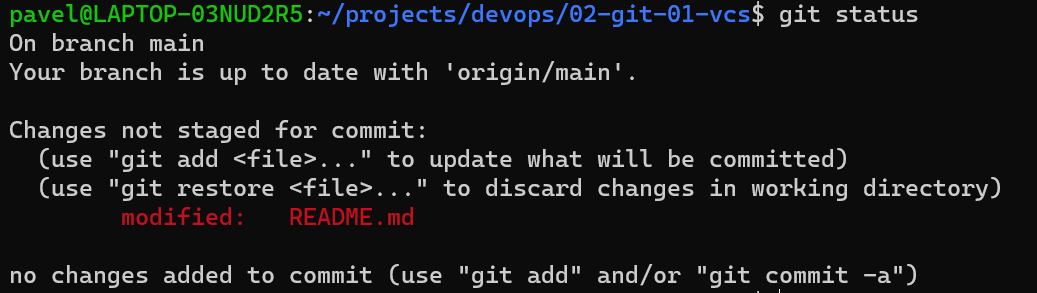 pavel@LAPTOP-03NUD2R5:~/projects/devops/02-git-01-vcs$ git status
On branch main
Your branch is up to date with 'origin/main'.

Changes not staged for commit:
  (use "git add <file>..." to update what will be committed)
  (use "git restore <file>..." to discard changes in working directory)
        modified:   README.md

no changes added to commit (use "git add" and/or "git commit -a")